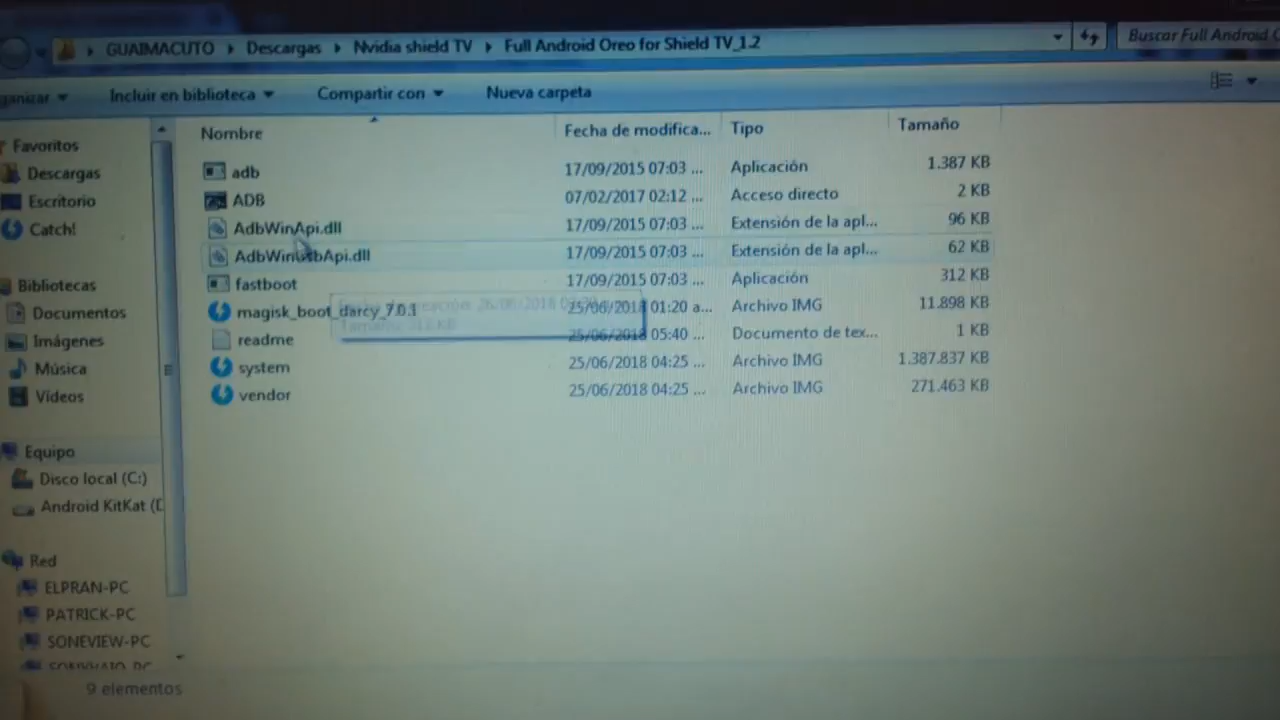 GUAIMACUTO ▸ Descargas ▸ Nvidia shield TV ▸ Full Android Oreo for Shield TV_1.2
Buscar Full Android
Incluir en biblioteca Compartir con Nueva carpeta
Nombre Fecha de modifica... Tipo Tamaño
adb 17/09/2015 07:03 ... Aplicación 1.387 KB
ADB 07/02/2017 02:12 ... Acceso directo 2 KB
AdbWinApi.dll 17/09/2015 07:03 ... Extensión de la apl... 96 KB
AdbWinUsbApi.dll 17/09/2015 07:03 ... Extensión de la apl... 62 KB
fastboot 17/09/2015 07:03 ... Aplicación 312 KB
magisk_boot_darcy_7.0.1 25/06/2018 01:20 a... Archivo IMG 11.898 KB
readme 25/06/2018 05:40 ... Documento de tex... 1 KB
system 25/06/2018 04:25 ... Archivo IMG 1.387.837 KB
vendor 25/06/2018 04:25 ... Archivo IMG 271.463 KB
Favoritos
Descargas
Escritorio
Catch!
Bibliotecas
Documentos
Imágenes
Música
Vídeos
Equipo
Disco local (C:)
Android KitKat (D
Red
ELPRAN-PC
PATRICK-PC
SONEVIEW-PC
9 elementos